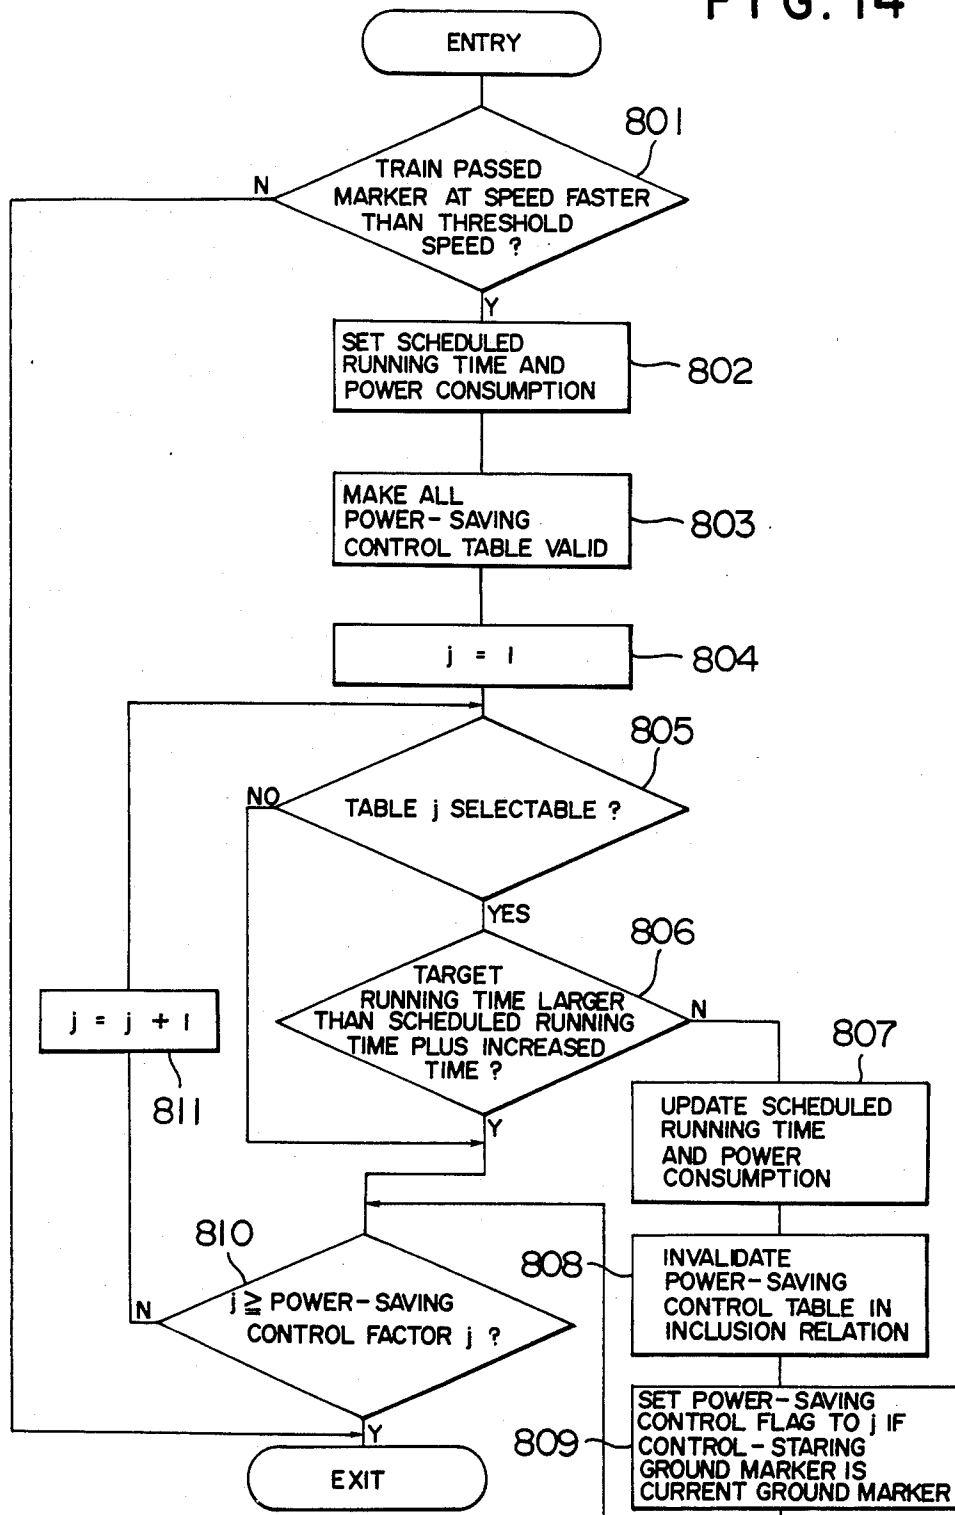 FIG. 14
ENTRY
801
TRAIN PASSED
MARKER AT SPEED FASTER
THAN THRESHOLD
SPEED ?
N
Y
SET SCHEDULED
RUNNING TIME AND
POWER CONSUMPTION
802
MAKE ALL
POWER-SAVING
CONTROL TABLE VALID
803
j = 1
804
805
TABLE j SELECTABLE ?
NO
YES
806
TARGET
RUNNING TIME LARGER
THAN SCHEDULED RUNNING
TIME PLUS INCREASED
TIME ?
N
Y
j = j + 1
811
807
UPDATE SCHEDULED
RUNNING TIME
AND POWER
CONSUMPTION
808
INVALIDATE
POWER-SAVING
CONTROL TABLE IN
INCLUSION RELATION
810
j ≧ POWER-SAVING
CONTROL FACTOR j ?
N
Y
809
SET POWER-SAVING
CONTROL FLAG TO j IF
CONTROL-STARING
GROUND MARKER IS
CURRENT GROUND MARKER
EXIT